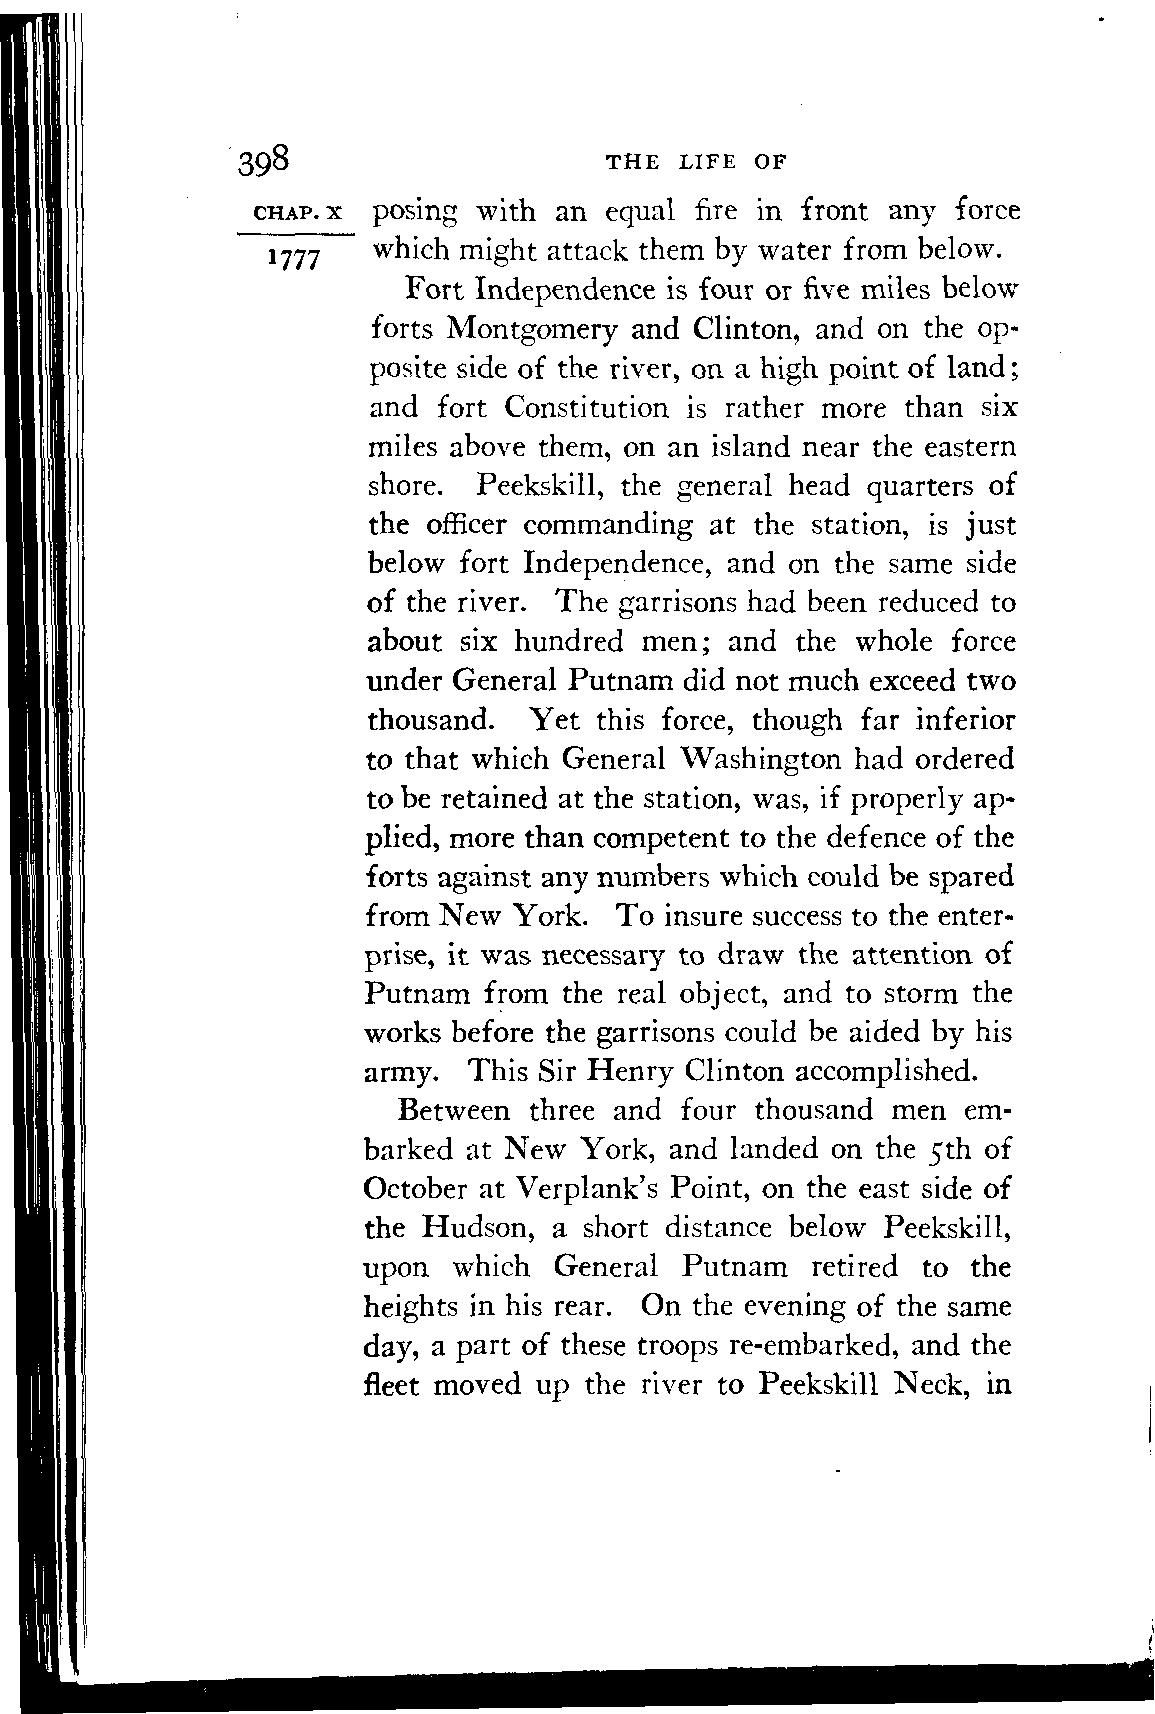 398 THE LIFE OF
CHAP. X posing with an equal fire in front any force
1777 which might attack them by water from below.
Fort Independence is four or five miles below
forts Montgomery and Clinton, and on the op-
posite side of the river, on a high point of land;
and fort Constitution is rather more than six
miles above them, on an island near the eastern
shore. Peekskill, the general head quarters of
the officer commanding at the station, is just
below fort Independence, and on the same side
of the river. The garrisons had been reduced to
about six hundred men; and the whole force
under General Putnam did not much exceed two
thousand. Yet this force, though far inferior
to that which General Washington had ordered
to be retained at the station, was, if properly ap-
plied, more than competent to the defence of the
forts against any numbers which could be spared
from New York. To insure success to the enter-
prise, it was necessary to draw the attention of
Putnam from the real object, and to storm the
works before the garrisons could be aided by his
army. This Sir Henry Clinton accomplished.
Between three and four thousand men em-
barked at New York, and landed on the 5th of
October at Verplank's Point, on the east side of
the Hudson, a short distance below Peekskill,
upon which General Putnam retired to the
heights in his rear. On the evening of the same
day, a part of these troops re-embarked, and the
fleet moved up the river to Peekskill Neck, in